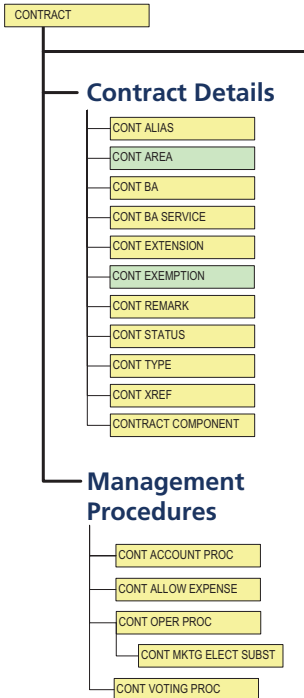 CONTRACT
Contract Details
CONT ALIAS
CONT AREA
CONT BA
CONT BA SERVICE
CONT EXTENSION
CONT EXEMPTION
CONT REMARK
CONT STATUS
CONT TYPE
CONT XREF
CONTRACT COMPONENT
Management
Procedures
CONT ACCOUNT PROC
CONT ALLOW EXPENSE
CONT OPER PROC
CONT MKTG ELECT SUBST
CONT VOTING PROC